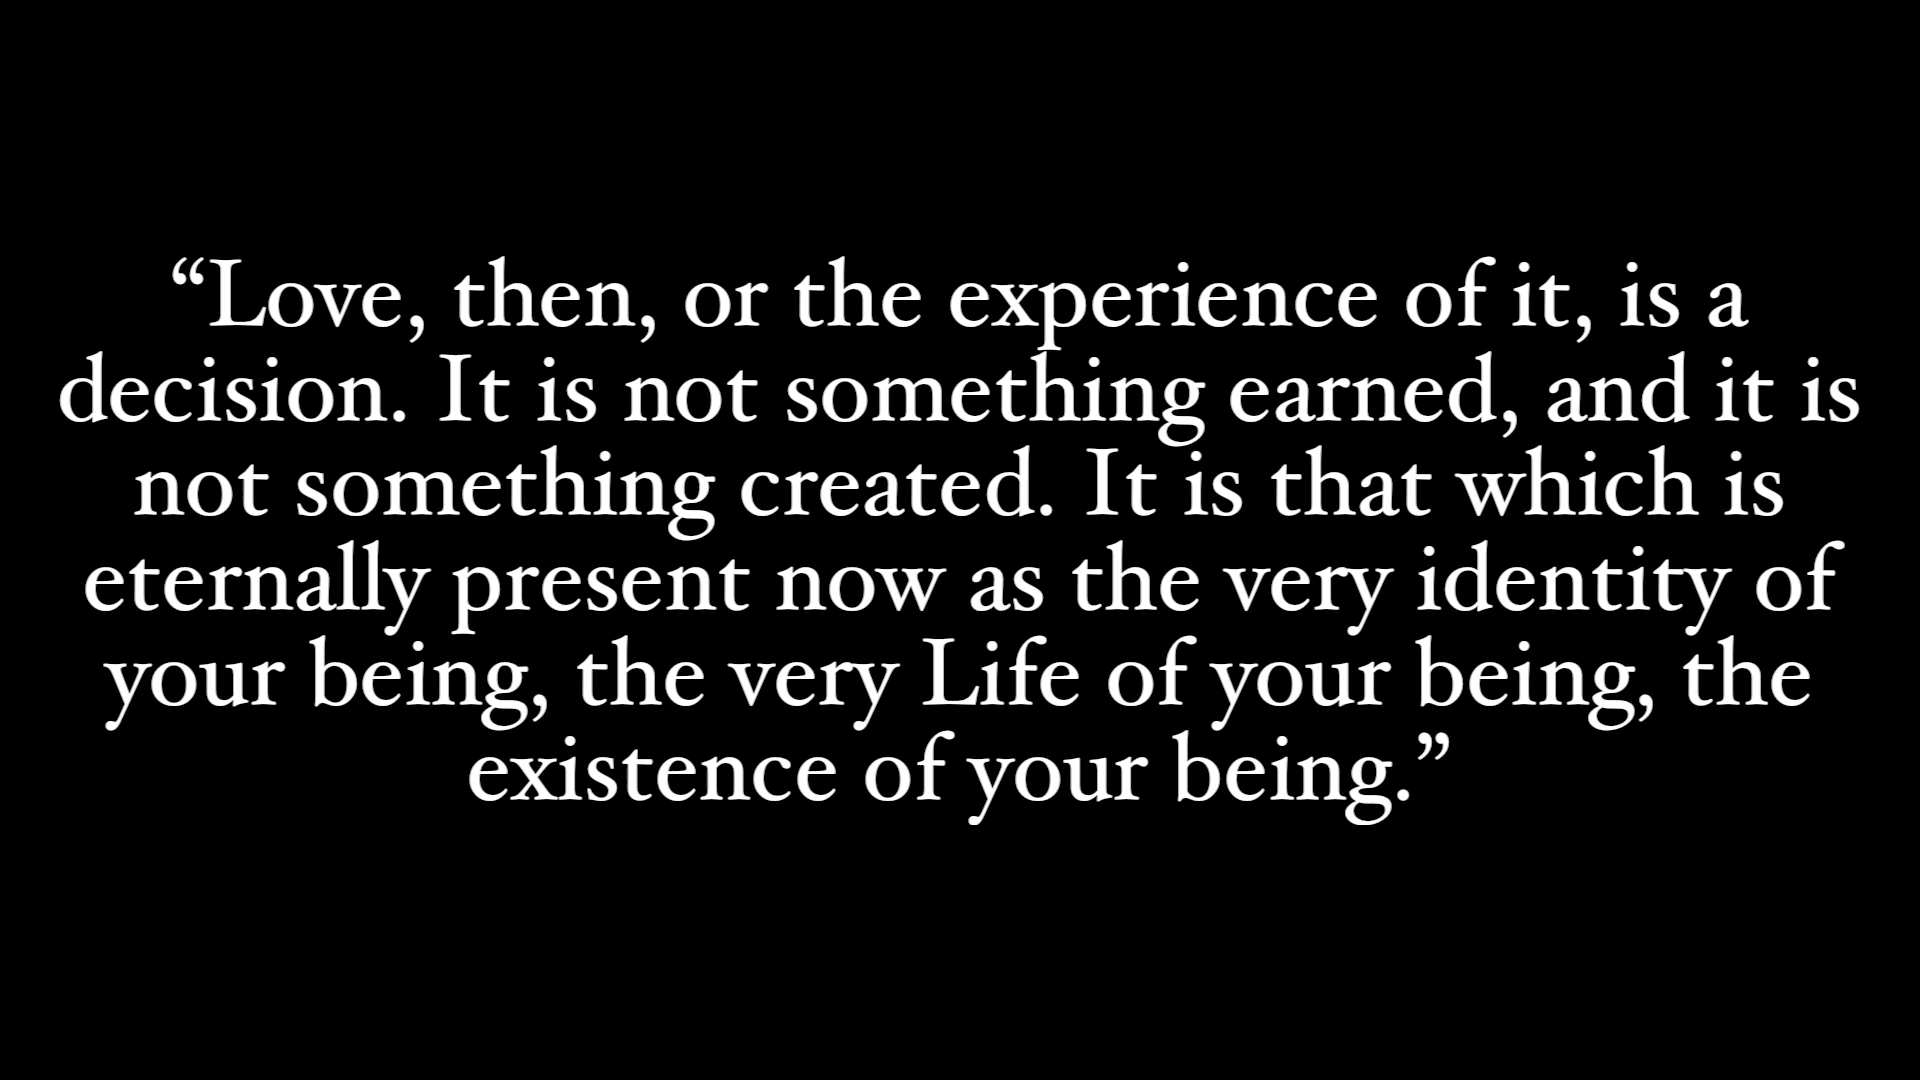 “Love, then, or the experience of it, is a
decision. It is not something earned, and it is
not something created. It is that which is
eternally present now as the very identity of
your being, the very Life of your being, the
existence of your being.”